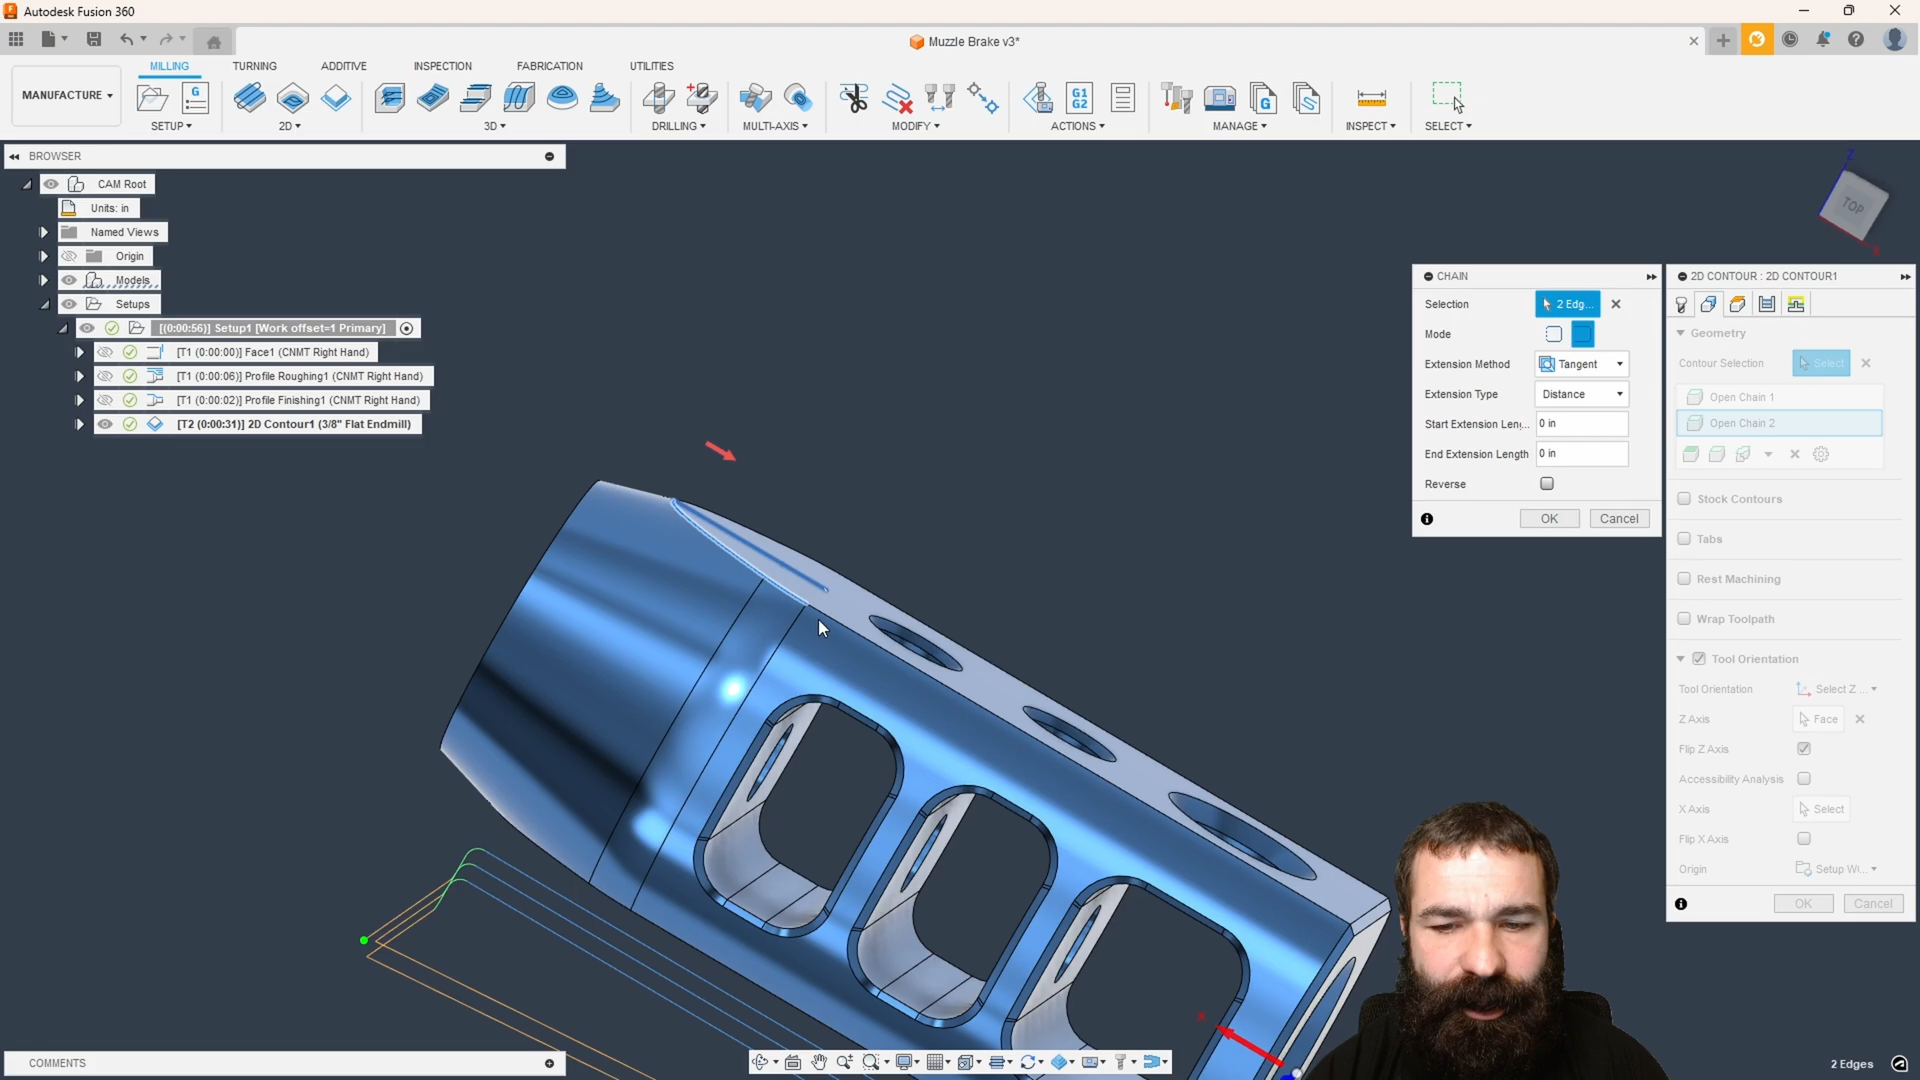 Autodesk Fusion 360
Muzzle Brake v3*
MILLING TURNING ADDITIVE INSPECTION FABRICATION UTILITIES
MANUFACTURE
SETUP 2D 3D DRILLING MULTI-AXIS MODIFY ACTIONS MANAGE INSPECT SELECT
G1
G2
BROWSER
CAM Root
Units: in
Named Views
Origin
Models
Setups
[(0:00:56)] Setup1 [Work offset=1 Primary]
[T1 (0:00:00)] Face1 (CNMT Right Hand)
[T1 (0:00:06)] Profile Roughing1 (CNMT Right Hand)
[T1 (0:00:02)] Profile Finishing1 (CNMT Right Hand)
[T2 (0:00:31)] 2D Contour1 (3/8" Flat Endmill)
Z
TOP
X
CHAIN
Selection 2 Edg...
Mode
Extension Method Tangent
Extension Type Distance
Start Extension Len... 0 in
End Extension Length 0 in
Reverse
OK Cancel
2D CONTOUR : 2D CONTOUR1
Geometry
Contour Selection Select
Open Chain 1
Open Chain 2
Stock Contours
Tabs
Rest Machining
Wrap Toolpath
Tool Orientation
Tool Orientation Select Z ...
Z Axis Face
Flip Z Axis
Accessibility Analysis
X Axis Select
Flip X Axis
Origin Setup W(...
OK Cancel
COMMENTS
2 Edges